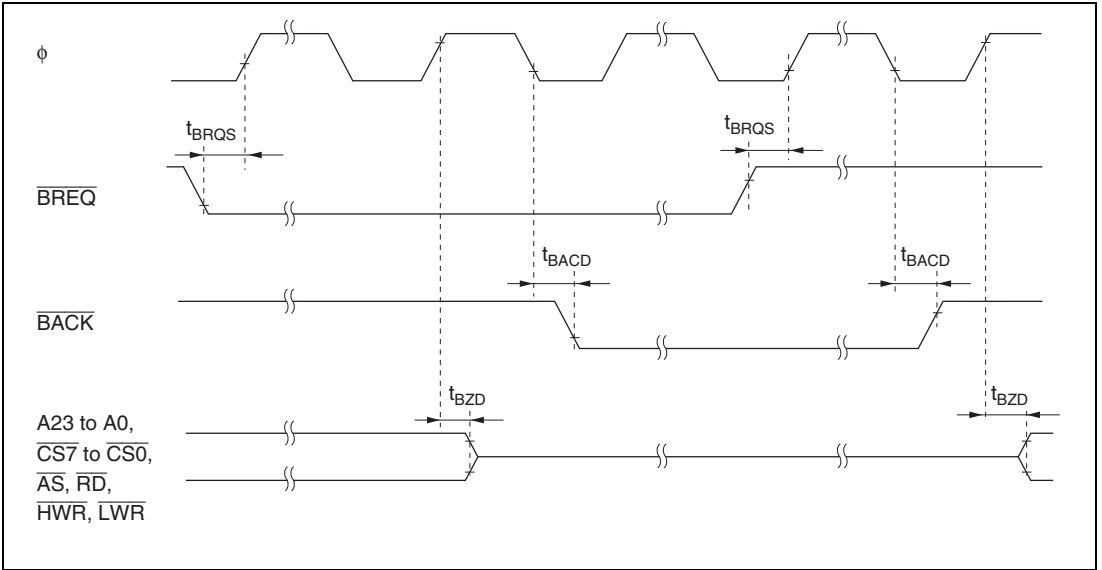 ϕ
tBRQS
tBRQS
BREQ
tBACD
tBACD
BACK
tBZD
tBZD
A23 to A0,
CS7 to CS0,
AS, RD,
HWR, LWR